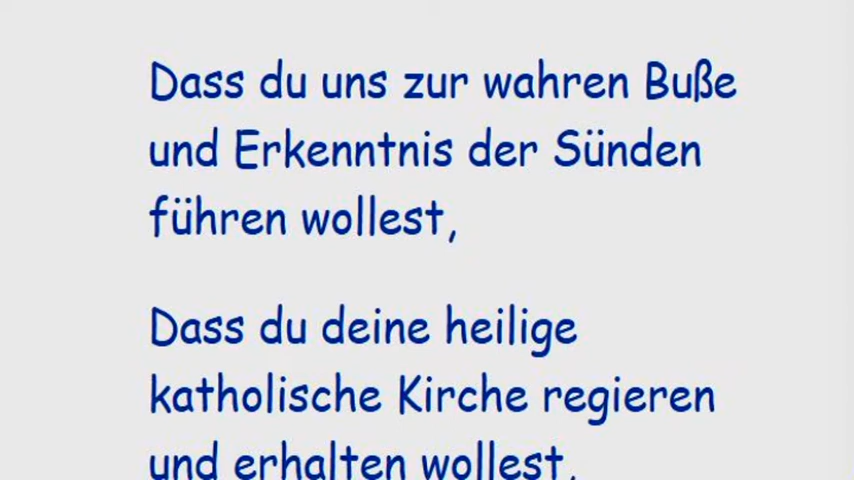 Dass du uns zur wahren Buße
und Erkenntnis der Sünden
führen wollest,
Dass du deine heilige
katholische Kirche regieren
und erhalten wollest,